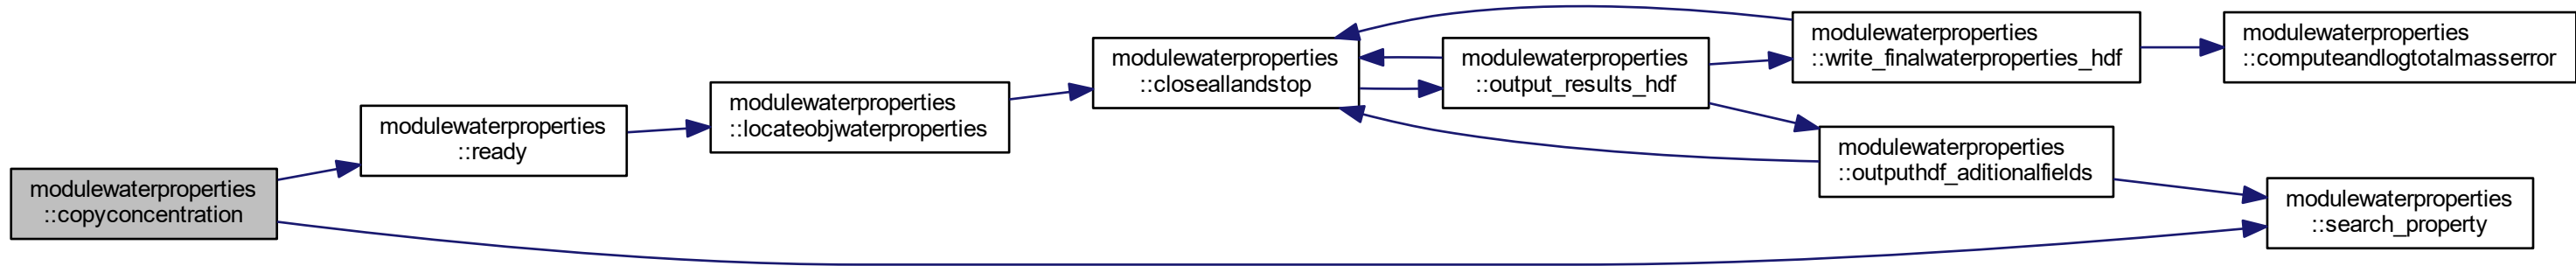 modulewaterproperties
::copyconcentration
modulewaterproperties
::ready
modulewaterproperties
::locateobjwaterproperties
modulewaterproperties
::closeallandstop
modulewaterproperties
::output_results_hdf
modulewaterproperties
::write_finalwaterproperties_hdf
modulewaterproperties
::computeandlogtotalmasserror
modulewaterproperties
::outputhdf_aditionalfields
modulewaterproperties
::search_property